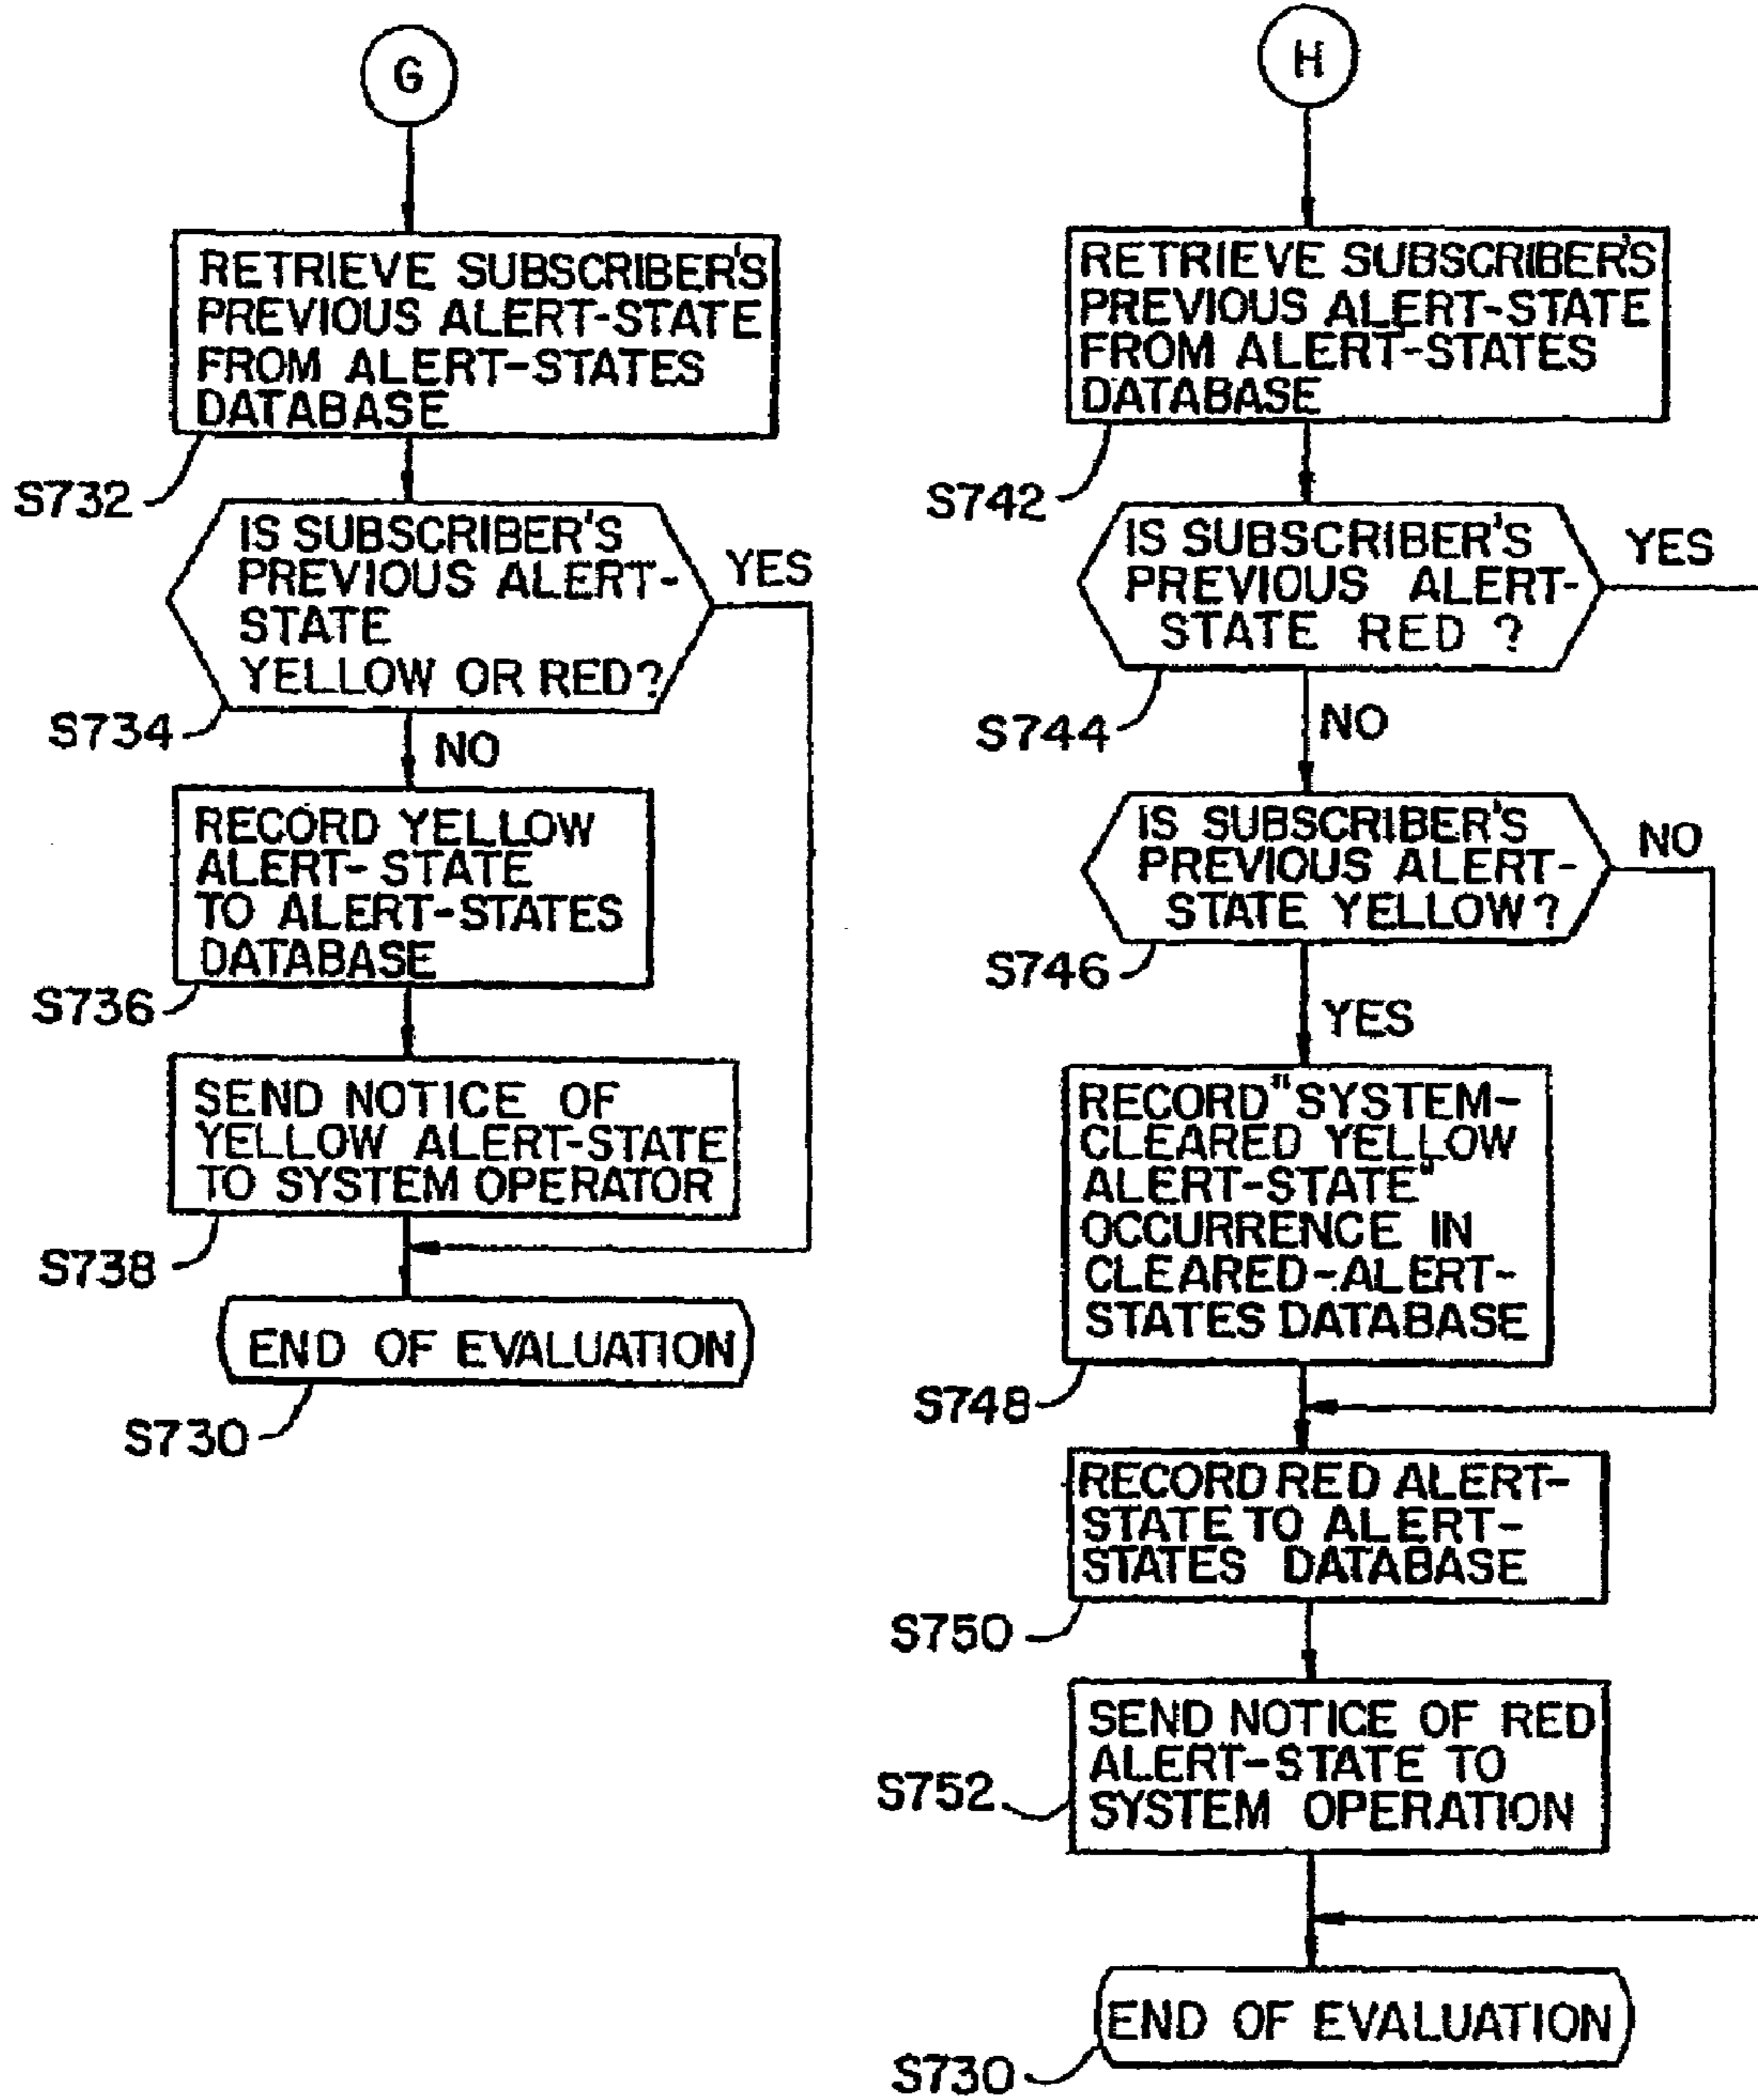 G
RETRIEVE SUBSCRIBER'S
PREVIOUS ALERT-STATE
FROM ALERT-STATES
DATABASE
S732
IS SUBSCRIBER'S
PREVIOUS ALERT-
STATE
YELLOW OR RED?
YES
S734
NO
RECORD YELLOW
ALERT-STATE
TO ALERT-STATES
DATABASE
S736
SEND NOTICE OF
YELLOW ALERT-STATE
TO SYSTEM OPERATOR
S738
END OF EVALUATION
S730
H
RETRIEVE SUBSCRIBER'S
PREVIOUS ALERT-STATE
FROM ALERT-STATES
DATABASE
S742
IS SUBSCRIBER'S
PREVIOUS ALERT-
STATE RED ?
YES
S744
NO
IS SUBSCRIBER'S
PREVIOUS ALERT-
STATE YELLOW?
NO
S746
YES
RECORD "SYSTEM-
CLEARED YELLOW
ALERT-STATE"
OCCURRENCE IN
CLEARED-ALERT-
STATES DATABASE
S748
RECORD RED ALERT-
STATE TO ALERT-
STATES DATABASE
S750
SEND NOTICE OF RED
ALERT-STATE TO
SYSTEM OPERATION
S752
END OF EVALUATION
S730